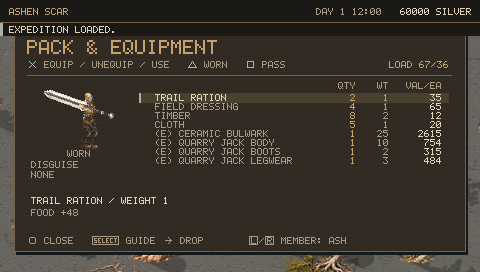 ASHEN SCAR DAY 1 12:00 60000 SILVER
EXPEDITION LOADED.
PACK & EQUIPMENT
EQUIP / UNEQUIP / USE WORN PASS LOAD 67/36
QTY WT VAL/EA
TRAIL RATION 2 1 35
FIELD DRESSING 4 1 65
TIMBER 8 2 12
CLOTH 5 1 20
(E) CERAMIC BULWARK 1 25 2615
(E) QUARRY JACK BODY 1 10 754
(E) QUARRY JACK BOOTS 1 2 315
(E) QUARRY JACK LEGWEAR 1 3 484
WORN
DISGUISE
NONE
TRAIL RATION / WEIGHT 1
FOOD +48
CLOSE SELECT GUIDE → DROP L/R MEMBER: ASH